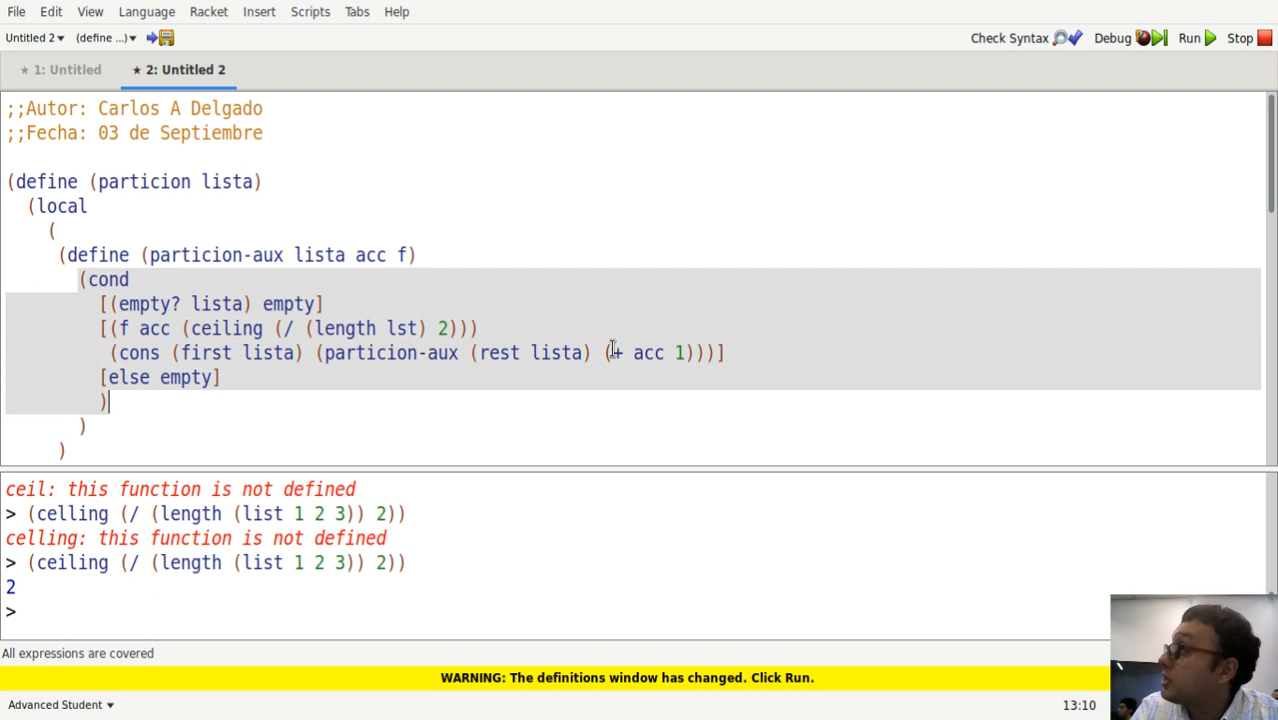 File Edit View Language Racket Insert Scripts Tabs Help
Untitled 2 (define ...) Check Syntax Debug Run Stop
★ 1: Untitled ★ 2: Untitled 2
;;Autor: Carlos A Delgado
;;Fecha: 03 de Septiembre
(define (particion lista)
(local
(
(define (particion-aux lista acc f)
(cond
[(empty? lista) empty]
[(f acc (ceiling (/ (length lst) 2)))
(cons (first lista) (particion-aux (rest lista) (+ acc 1)))]
[else empty]
)
)
)
ceil: this function is not defined
> (celling (/ (length (list 1 2 3)) 2))
celling: this function is not defined
> (ceiling (/ (length (list 1 2 3)) 2))
2
>
All expressions are covered
WARNING: The definitions window has changed. Click Run.
Advanced Student 13:10